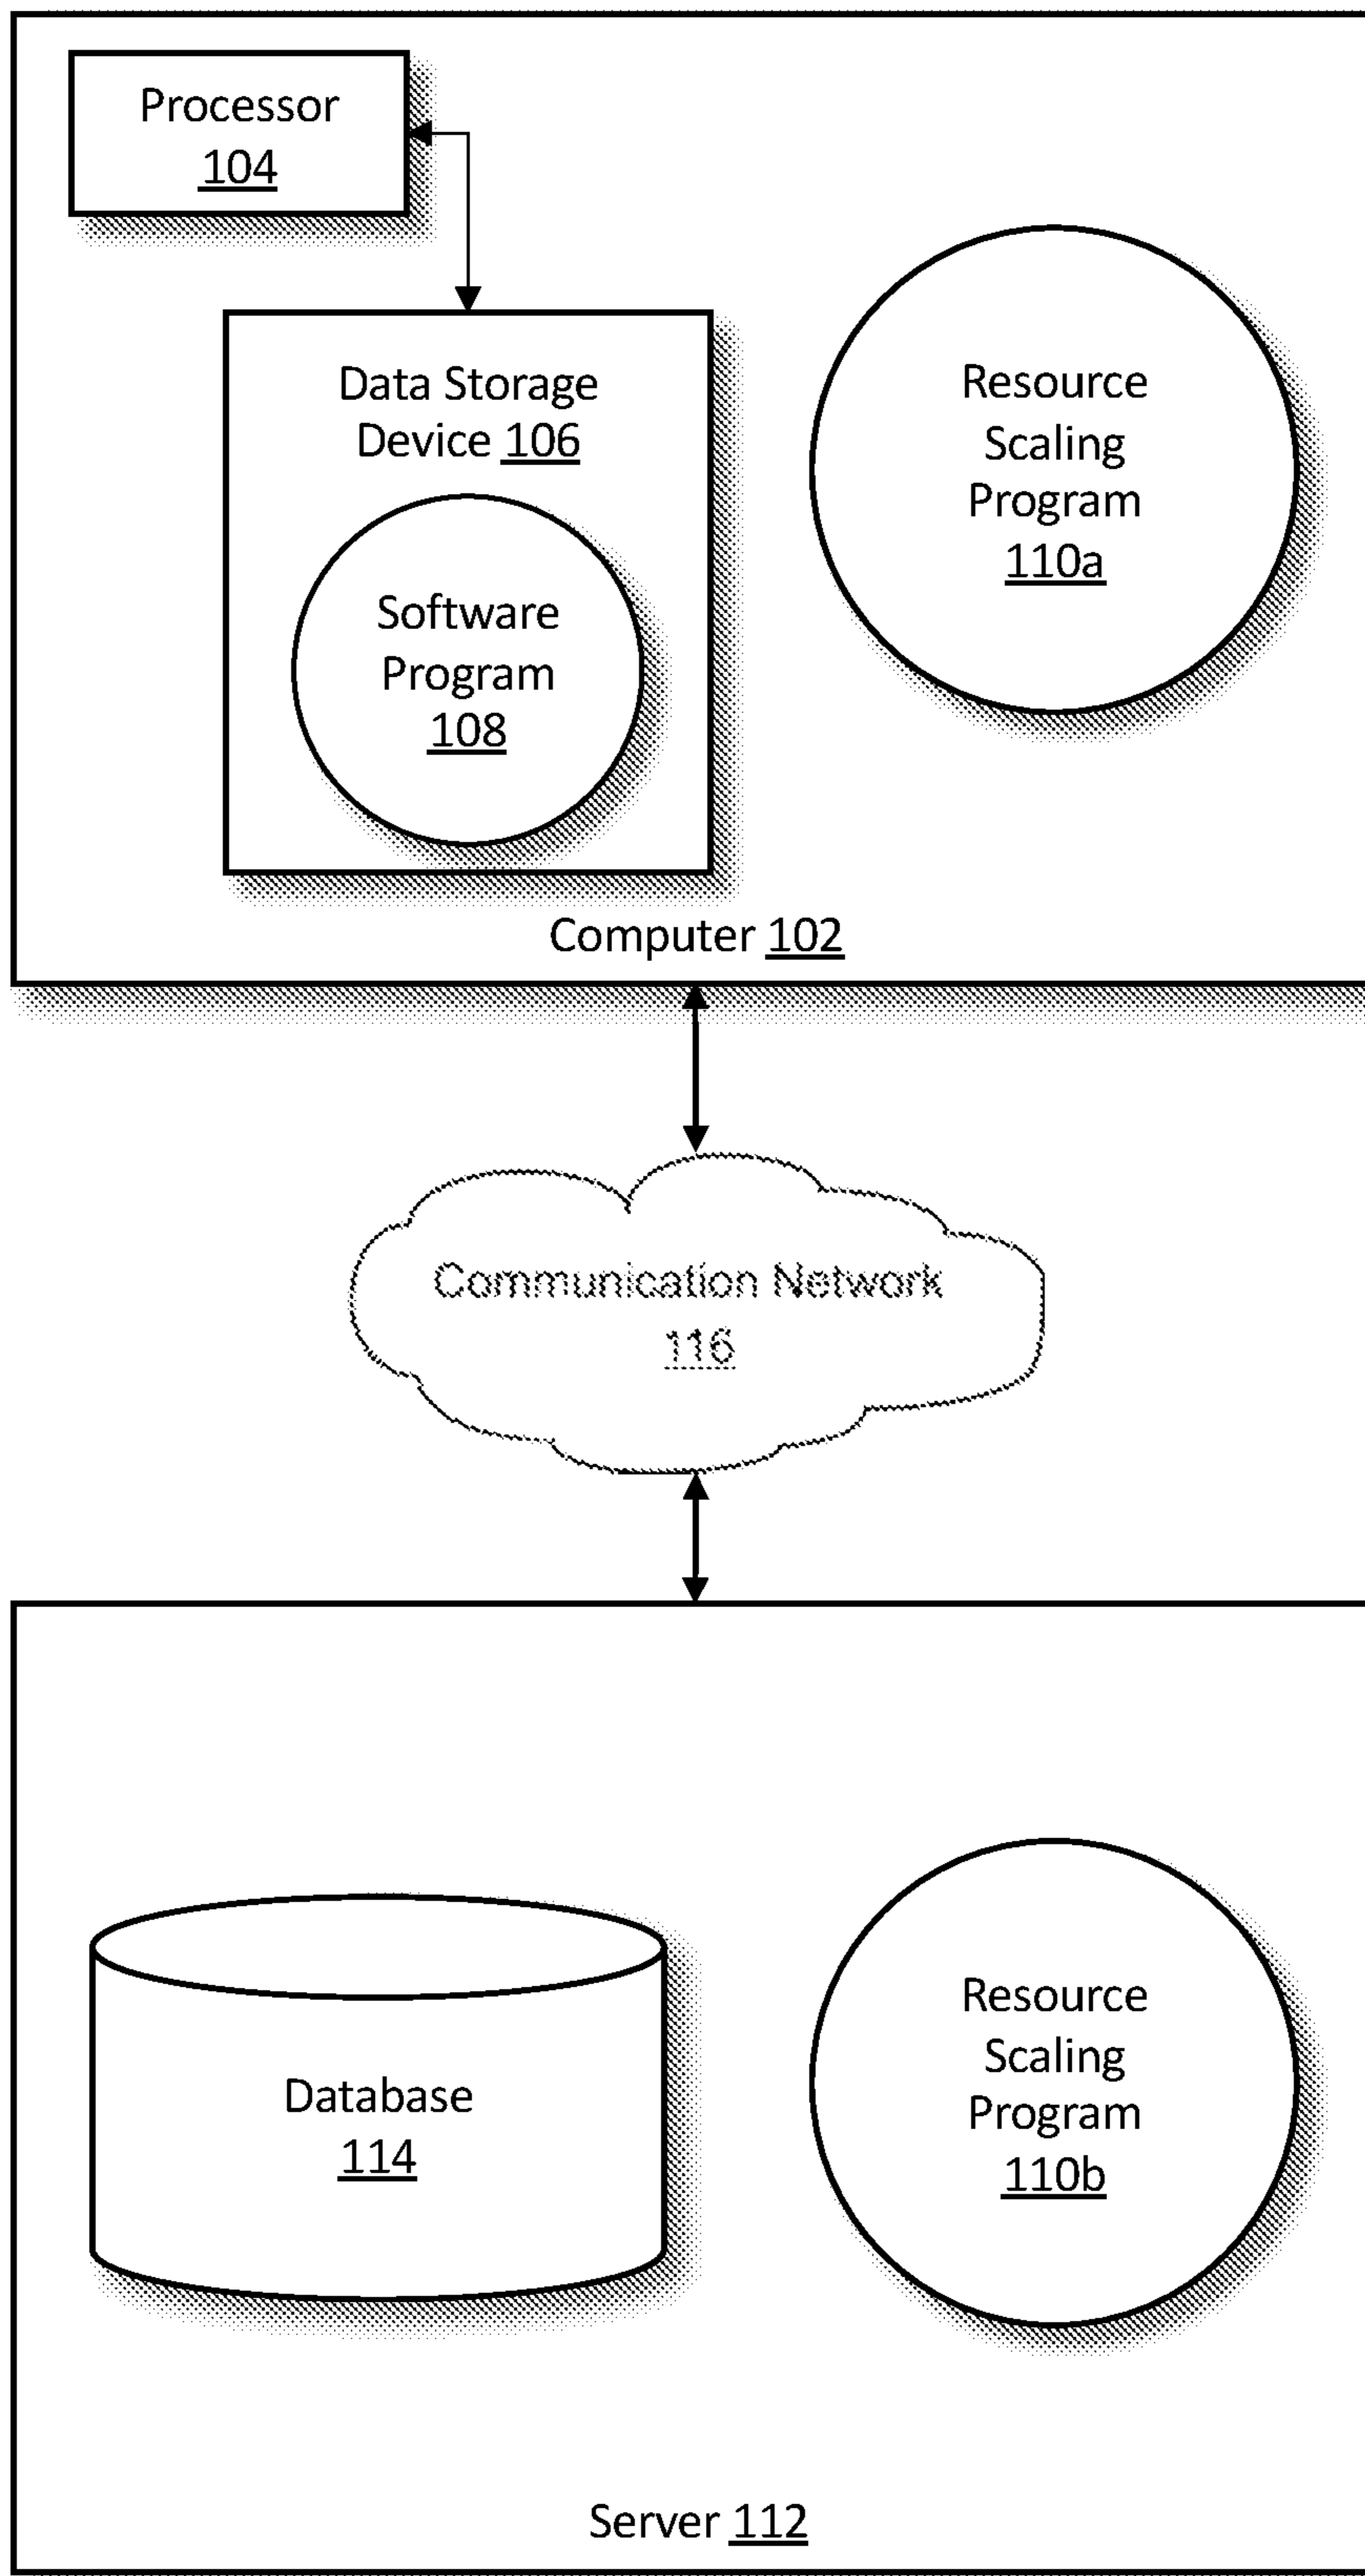 Processor
104
Data Storage
Device 106
Software
Program
108
Resource
Scaling
Program
110a
Computer 102
Communication Network
116
Database
114
Resource
Scaling
Program
110b
Server 112